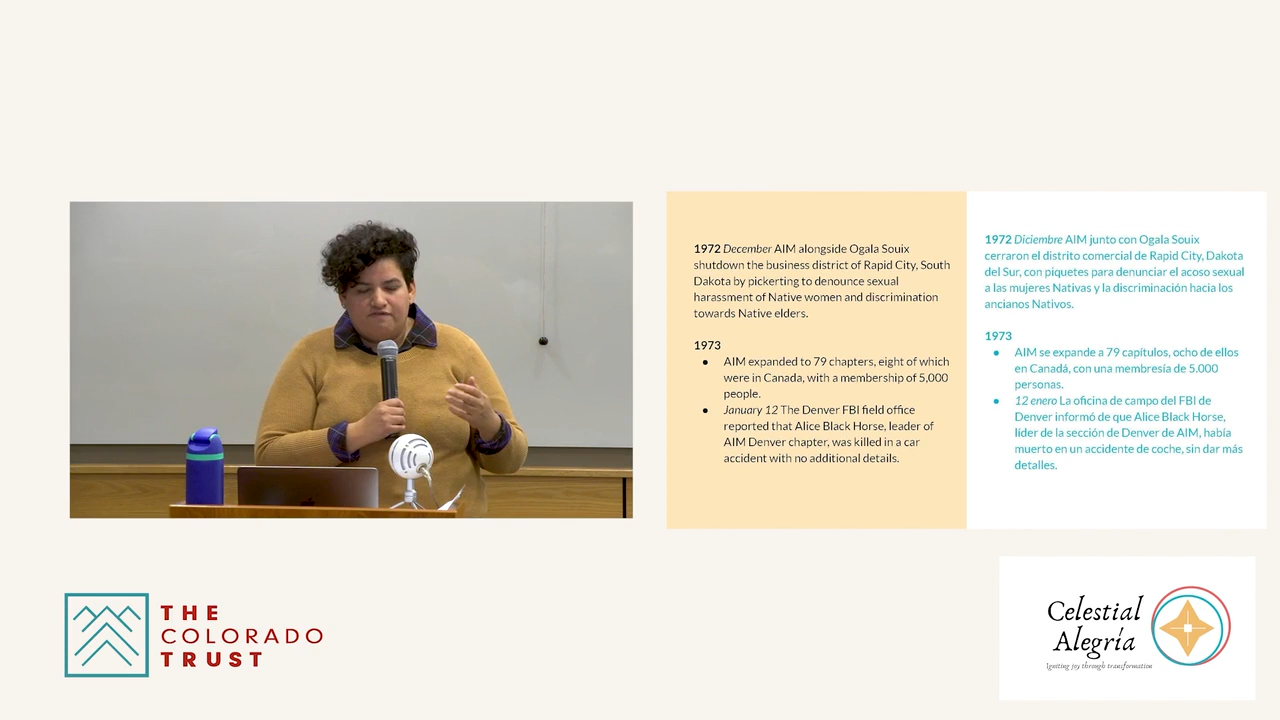 1972 December AIM alongside Ogala Souix
shutdown the business district of Rapid City, South
Dakota by pickerting to denounce sexual
harassment of Native women and discrimination
towards Native elders.
1973
● AIM expanded to 79 chapters, eight of which
were in Canada, with a membership of 5,000
people.
● January 12 The Denver FBI field office
reported that Alice Black Horse, leader of
AIM Denver chapter, was killed in a car
accident with no additional details.
1972 Diciembre AIM junto con Ogala Souix
cerraron el distrito comercial de Rapid City, Dakota
del Sur, con piquetes para denunciar el acoso sexual
a las mujeres Nativas y la discriminación hacia los
ancianos Nativos.
1973
● AIM se expande a 79 capítulos, ocho de ellos
en Canadá, con una membresía de 5.000
personas.
● 12 enero La oficina de campo del FBI de
Denver informó de que Alice Black Horse,
líder de la sección de Denver de AIM, había
muerto en un accidente de coche, sin dar más
detalles.
THE
COLORADO
TRUST
Celestial
Alegría
Igniting joy through transformation